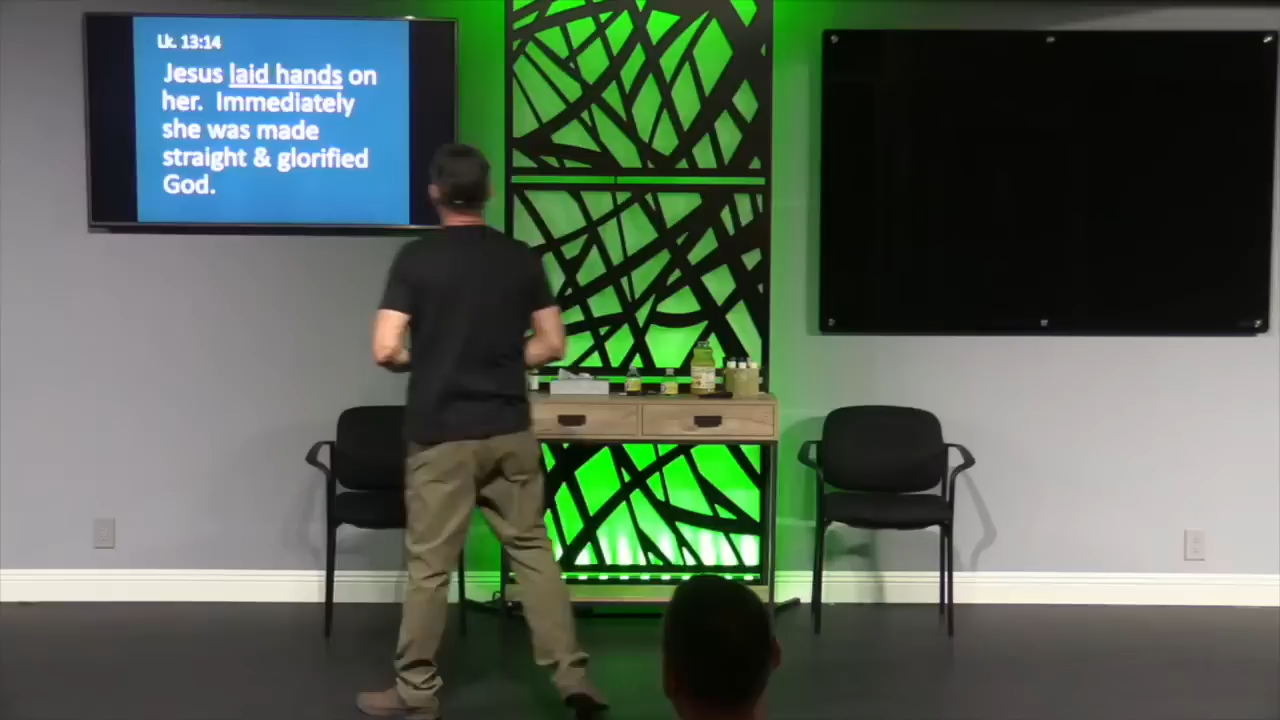 Lk. 13:14
Jesus laid hands on
her.  Immediately
she was made
straight & glorified
God.